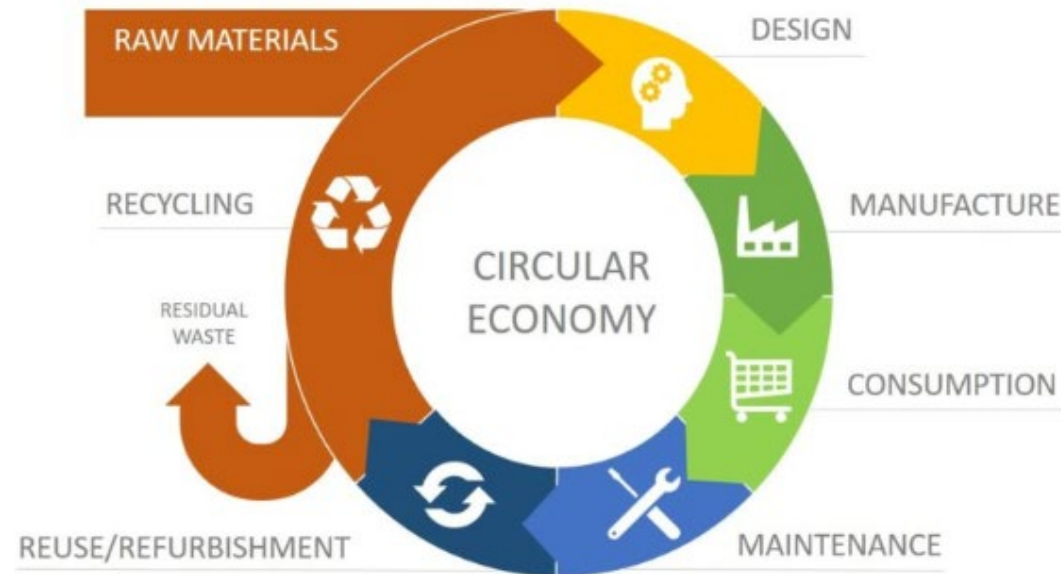 RAW MATERIALS
DESIGN
RECYCLING
MANUFACTURE
CIRCULAR
ECONOMY
RESIDUAL
WASTE
CONSUMPTION
REUSE/REFURBISHMENT
MAINTENANCE